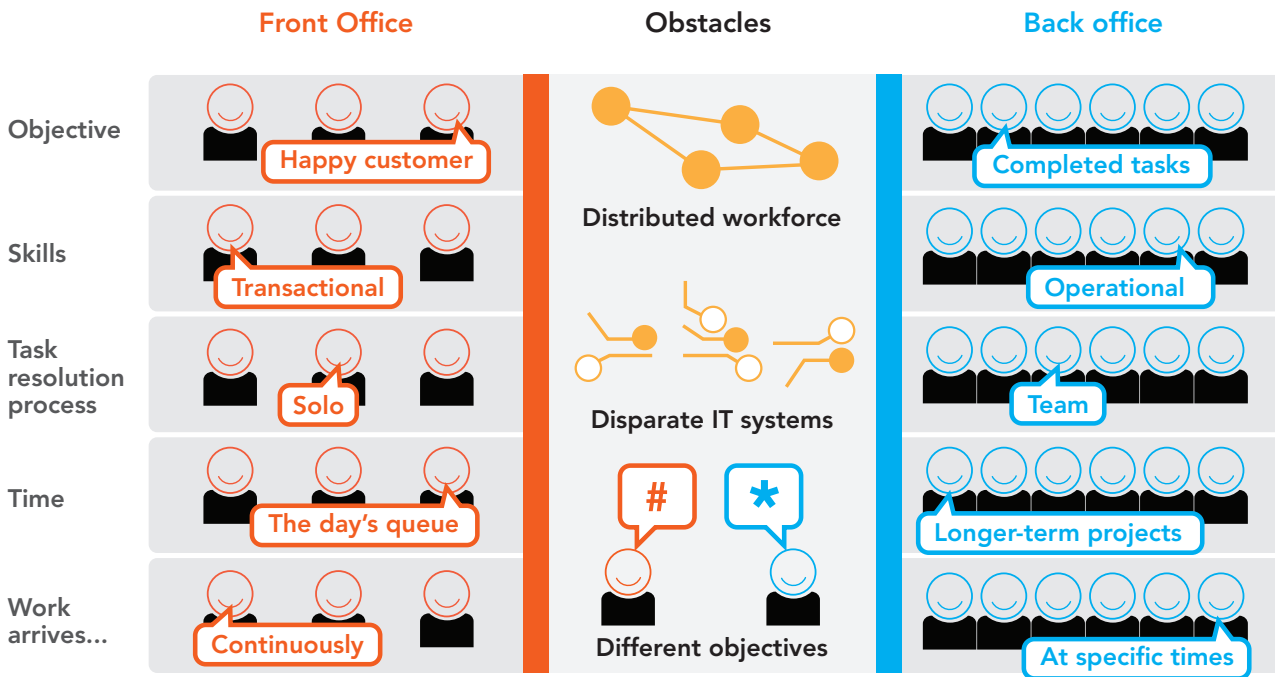 Front Office
Obstacles
Back office
Objective
Happy customer
Distributed workforce
Completed tasks
Skills
Transactional
Operational
Task
resolution
process
Solo
Disparate IT systems
Team
Time
The day’s queue
#
*
Longer-term projects
Work
arrives...
Continuously
Different objectives
At specific times